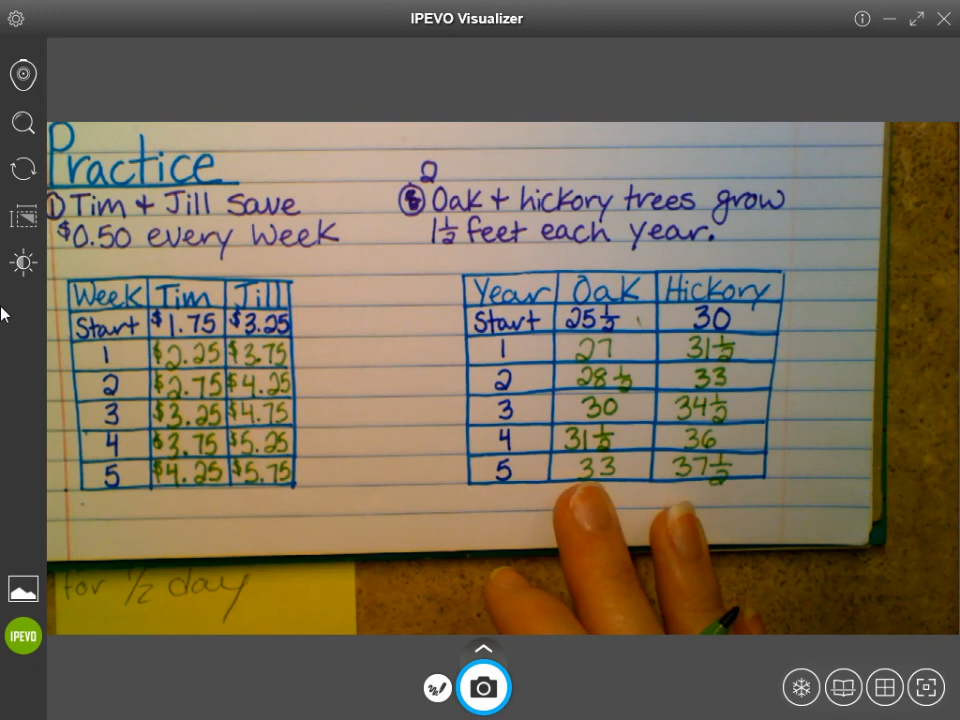 IPEVO Visualizer
Practice
① Tim + Jill save
$0.50 every week
Week Tim Jill
Start $1.75 $3.25
1 $2.25 $3.75
2 $2.75 $4.25
3 $3.25 $4.75
4 $3.75 $5.25
5 $4.25 $5.75
2
Oak + hickory trees grow
1½ feet each year.
Year Oak Hickory
Start 25½ 30
1 27 31½
2 28½ 33
3 30 34½
4 31½ 36
5 33 37½
for ½ day
IPEVO